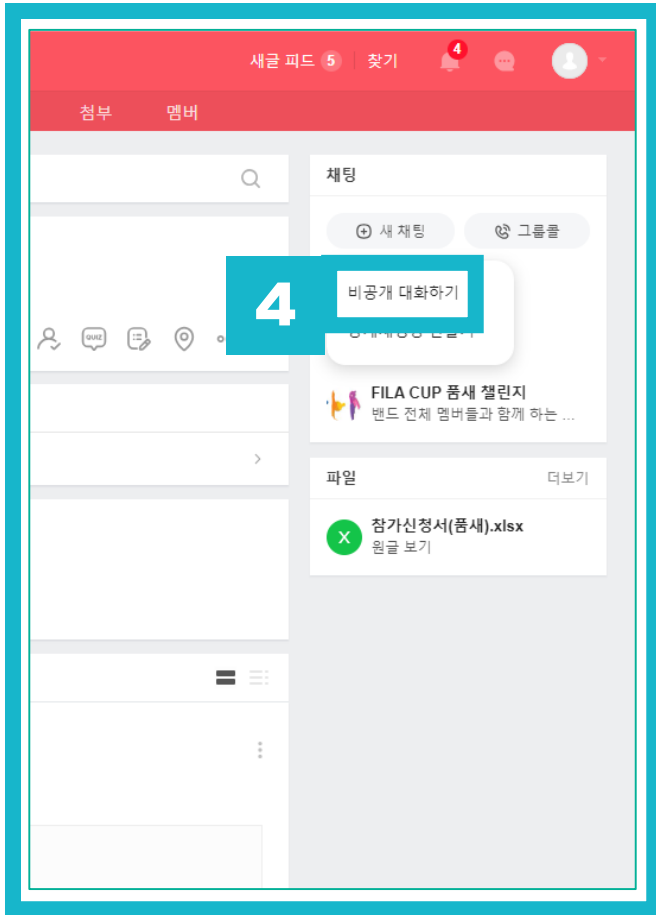 새글 피드 5 찾기 4
첨부 멤버
채팅
새 채팅 그룹콜
4 비공개 대화하기
QUIZ
FILA CUP 품새 챌린지
밴드 전체 멤버들과 함께 하는 ...
파일 더보기
X 참가신청서(품새).xlsx
원글 보기